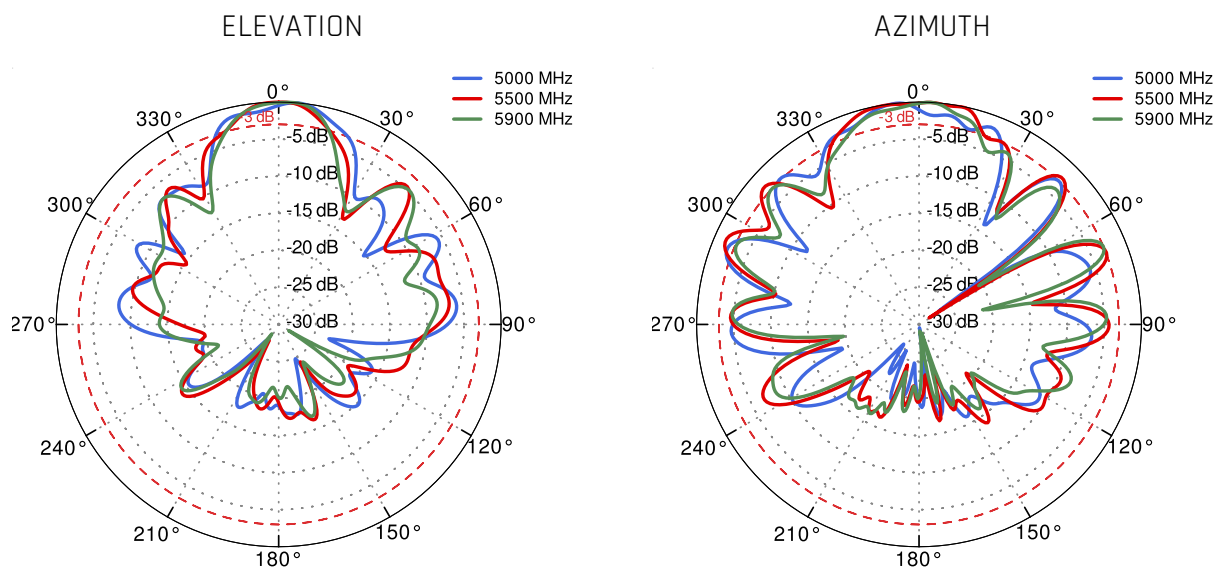 ELEVATION
5000 MHz
5500 MHz
5900 MHz
0°
3 dB
330°
30°
-5 dB
-10 dB
300°
60°
-15 dB
-20 dB
-25 dB
270°
-30 dB
90°
240°
120°
210°
150°
180°
AZIMUTH
5000 MHz
5500 MHz
5900 MHz
0°
-3 dB
330°
30°
-5 dB
-10 dB
300°
60°
-15 dB
-20 dB
-25 dB
270°
-30 dB
90°
240°
120°
210°
150°
180°